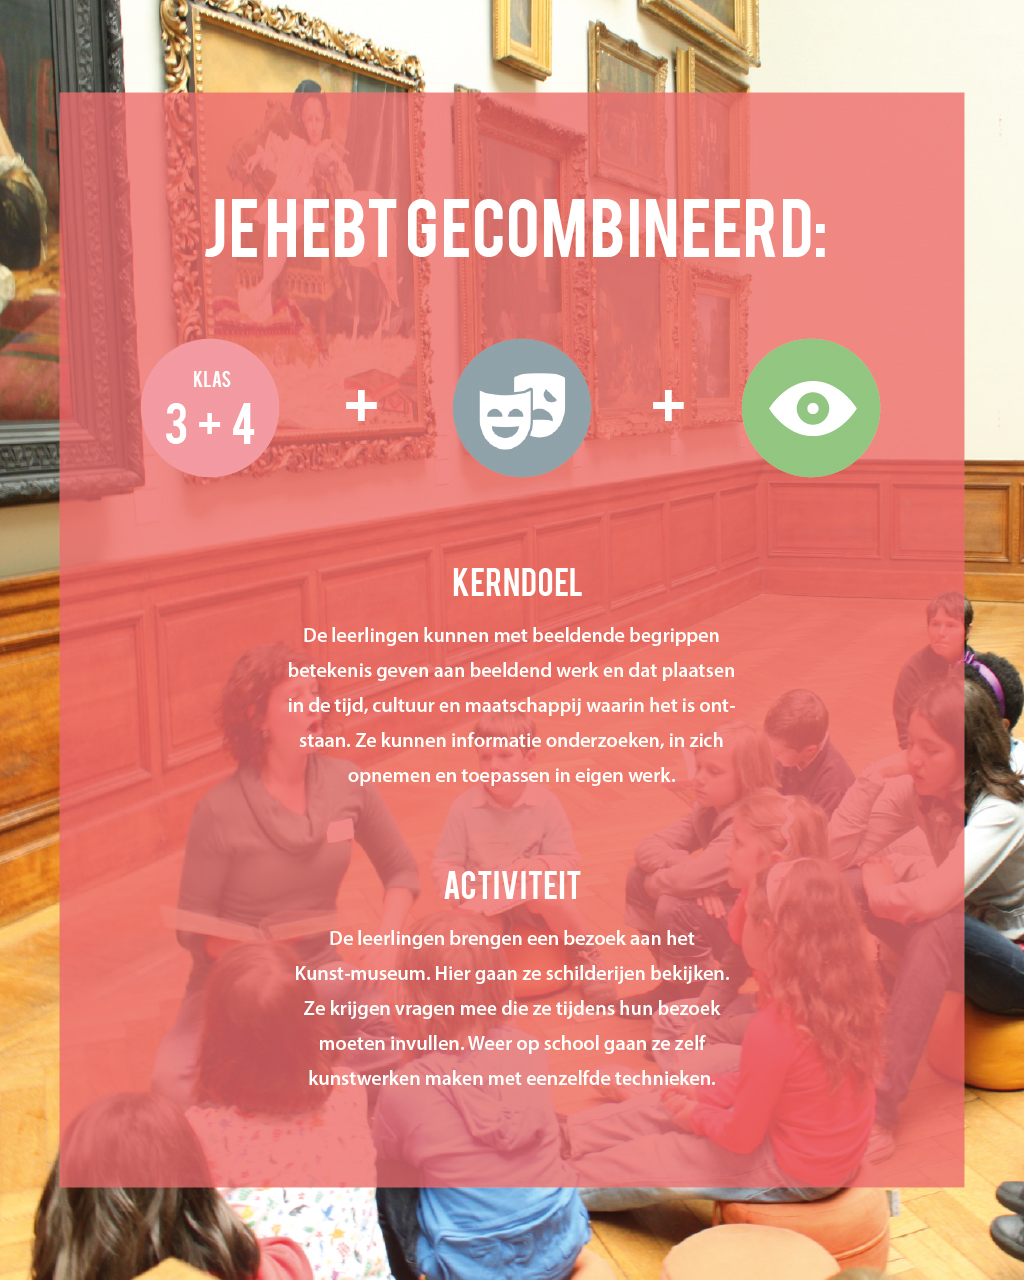 JE HEBT GECOMBINEERD:
KLAS
3 + 4
+
+
KERNDOEL
De leerlingen kunnen met beeldende begrippen
betekenis geven aan beeldend werk en dat plaatsen
in de tijd, cultuur en maatschappij waarin het is ont-
staan. Ze kunnen informatie onderzoeken, in zich
opnemen en toepassen in eigen werk.
ACTIVITEIT
De leerlingen brengen een bezoek aan het
Kunst-museum. Hier gaan ze schilderijen bekijken.
Ze krijgen vragen mee die ze tijdens hun bezoek
moeten invullen. Weer op school gaan ze zelf
kunstwerken maken met eenzelfde technieken.